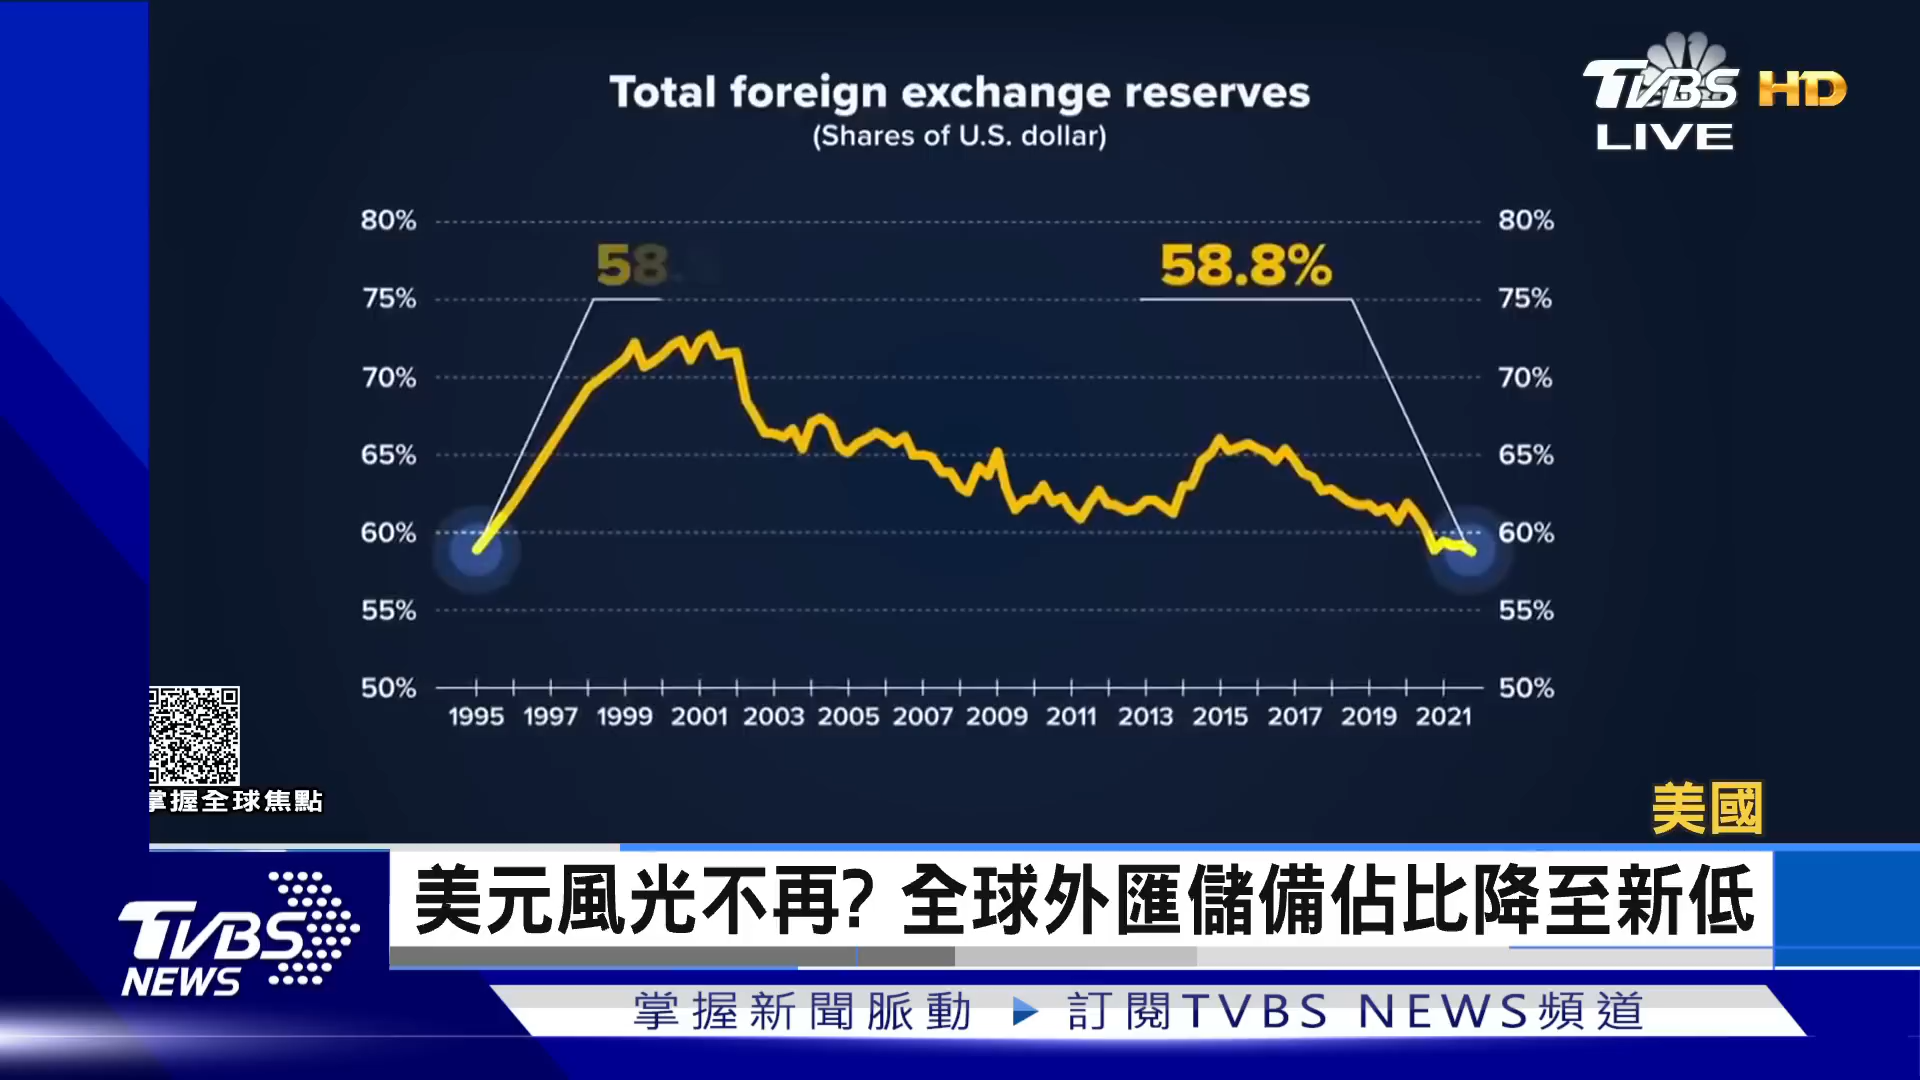 Total foreign exchange reserves
(Shares of U.S. dollar)
TVBS HD
LIVE
80% 80%
58. 58.8%
75% 75%
70% 70%
65% 65%
60% 60%
55% 55%
50% 50%
1995 1997 1999 2001 2003 2005 2007 2009 2011 2013 2015 2017 2019 2021
掌握全球焦點
美國
美元風光不再? 全球外匯儲備佔比降至新低
TVBS
NEWS
掌握新聞脈動 訂閱TVBS NEWS頻道